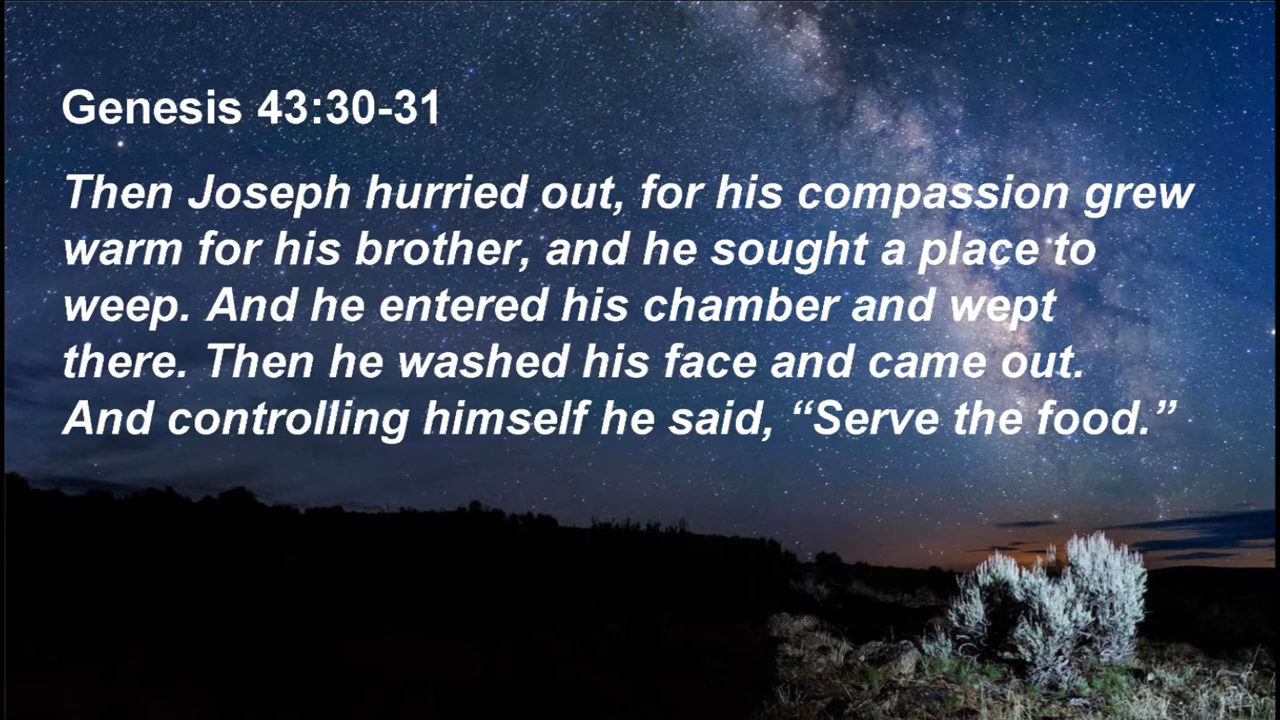 Genesis 43:30-31
Then Joseph hurried out, for his compassion grew
warm for his brother, and he sought a place to
weep. And he entered his chamber and wept
there. Then he washed his face and came out.
And controlling himself he said, “Serve the food.”